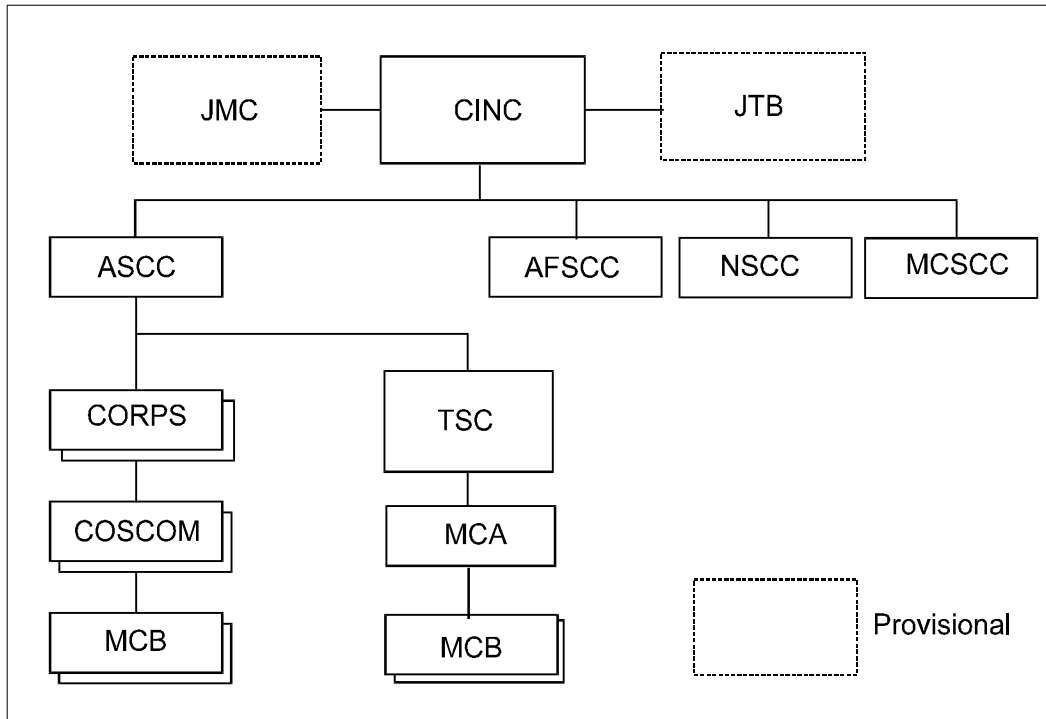 JMC
CINC
JTB
ASCC
AFSCC
NSCC
MCSCC
CORPS
TSC
COSCOM
MCA
MCB
MCB
Provisional